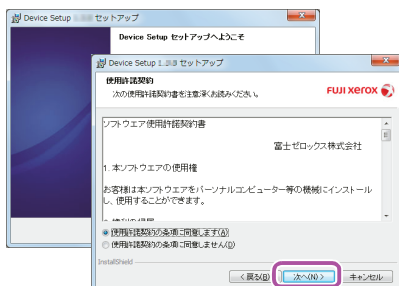 Device Setup セットアップ
Device Setup セットアップへようこそ
Device Setup セットアップ
使用許諾契約
次の使用許諾契約書を注意深くお読みください。
FUJI XEROX
ソフトウエア使用許諾契約書
富士ゼロックス株式会社
1. 本ソフトウエアの使用権
お客様は本ソフトウエアをパーソナルコンピューター等の機械にインストール
し、使用することができます。
使用許諾契約の条項に同意します(A)
使用許諾契約の条項に同意しません(D)
InstallShield
< 戻る(B)
次へ(N) >
キャンセル